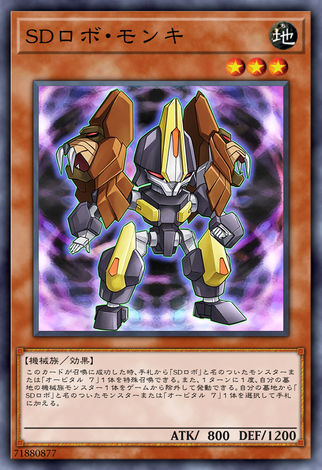 SDロボ・モンキ
ち
地
[機械族／効果]
このカードが召喚に成功した時、手札から「SDロボ」と名のついたモンスターま
たは「オービタル 7」1体を特殊召喚できる。また、1ターンに1度、自分の墓
地の機械族モンスター1体をゲームから除外して発動できる。自分の墓地から「
SDロボ」と名のついたモンスターまたは「オービタル 7」1体を選択して手札
に加える。
ATK/ 800 DEF/1200
71880877